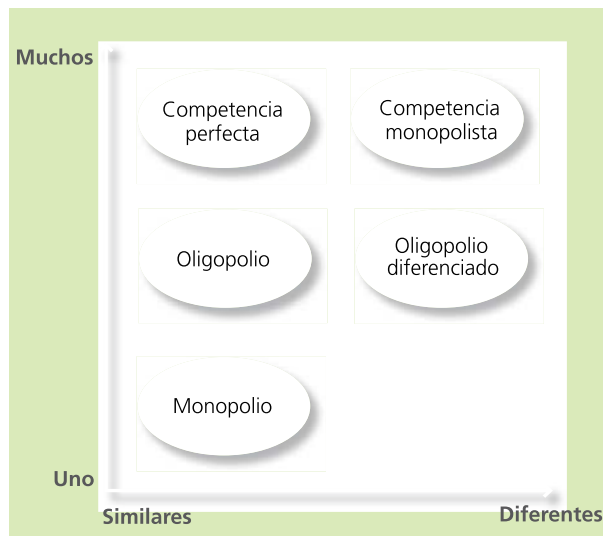 Muchos
Competencia
perfecta
Competencia
monopolista
Oligopolio
Oligopolio
diferenciado
Monopolio
Uno
Similares
Diferentes